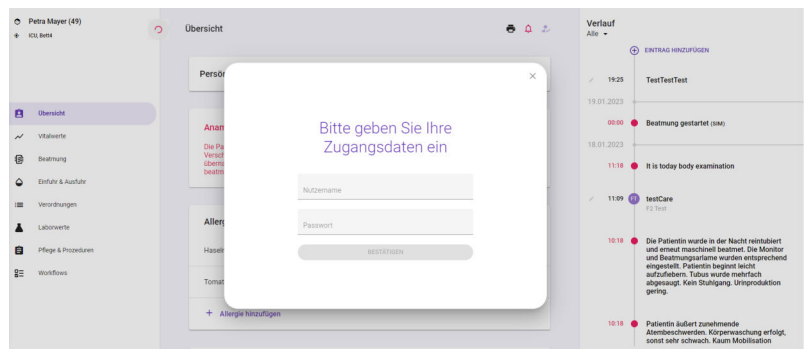 Petra Mayer (49)
ICU, Bett4
Übersicht
Vitalwerte
Beatmung
Einfuhr & Ausfuhr
Verordnungen
Laborwerte
Pflege & Prozeduren
Workflows
Übersicht
Persön
Anam
Die Pa
Versch
überna
beatm
Allerg
Haseln
Tomat
+ Allergie hinzufügen
Bitte geben Sie Ihre
Zugangsdaten ein
Nutzername
Passwort
BESTÄTIGEN
Verlauf
Alle
EINTRAG HINZUFÜGEN
19:25 TestTestTest
19.01.2023
00:00 Beatmung gestartet (SIM)
18.01.2023
11:18 It is today body examination
11:09 FT testCare
F2 Test
10:18 Die Patientin wurde in der Nacht reintubiert
und erneut maschinell beatmet. Die Monitor
und Beatmungsarlame wurden entsprechend
eingestellt. Patientin beginnt leicht
aufzufiebern. Tubus wurde mehrfach
abgesaugt. Kein Stuhlgang. Urinproduktion
gering.
10:18 Patientin äußert zunehmende
Atembeschwerden. Körperwaschung erfolgt,
sonst sehr schwach. Kaum Mobilisation